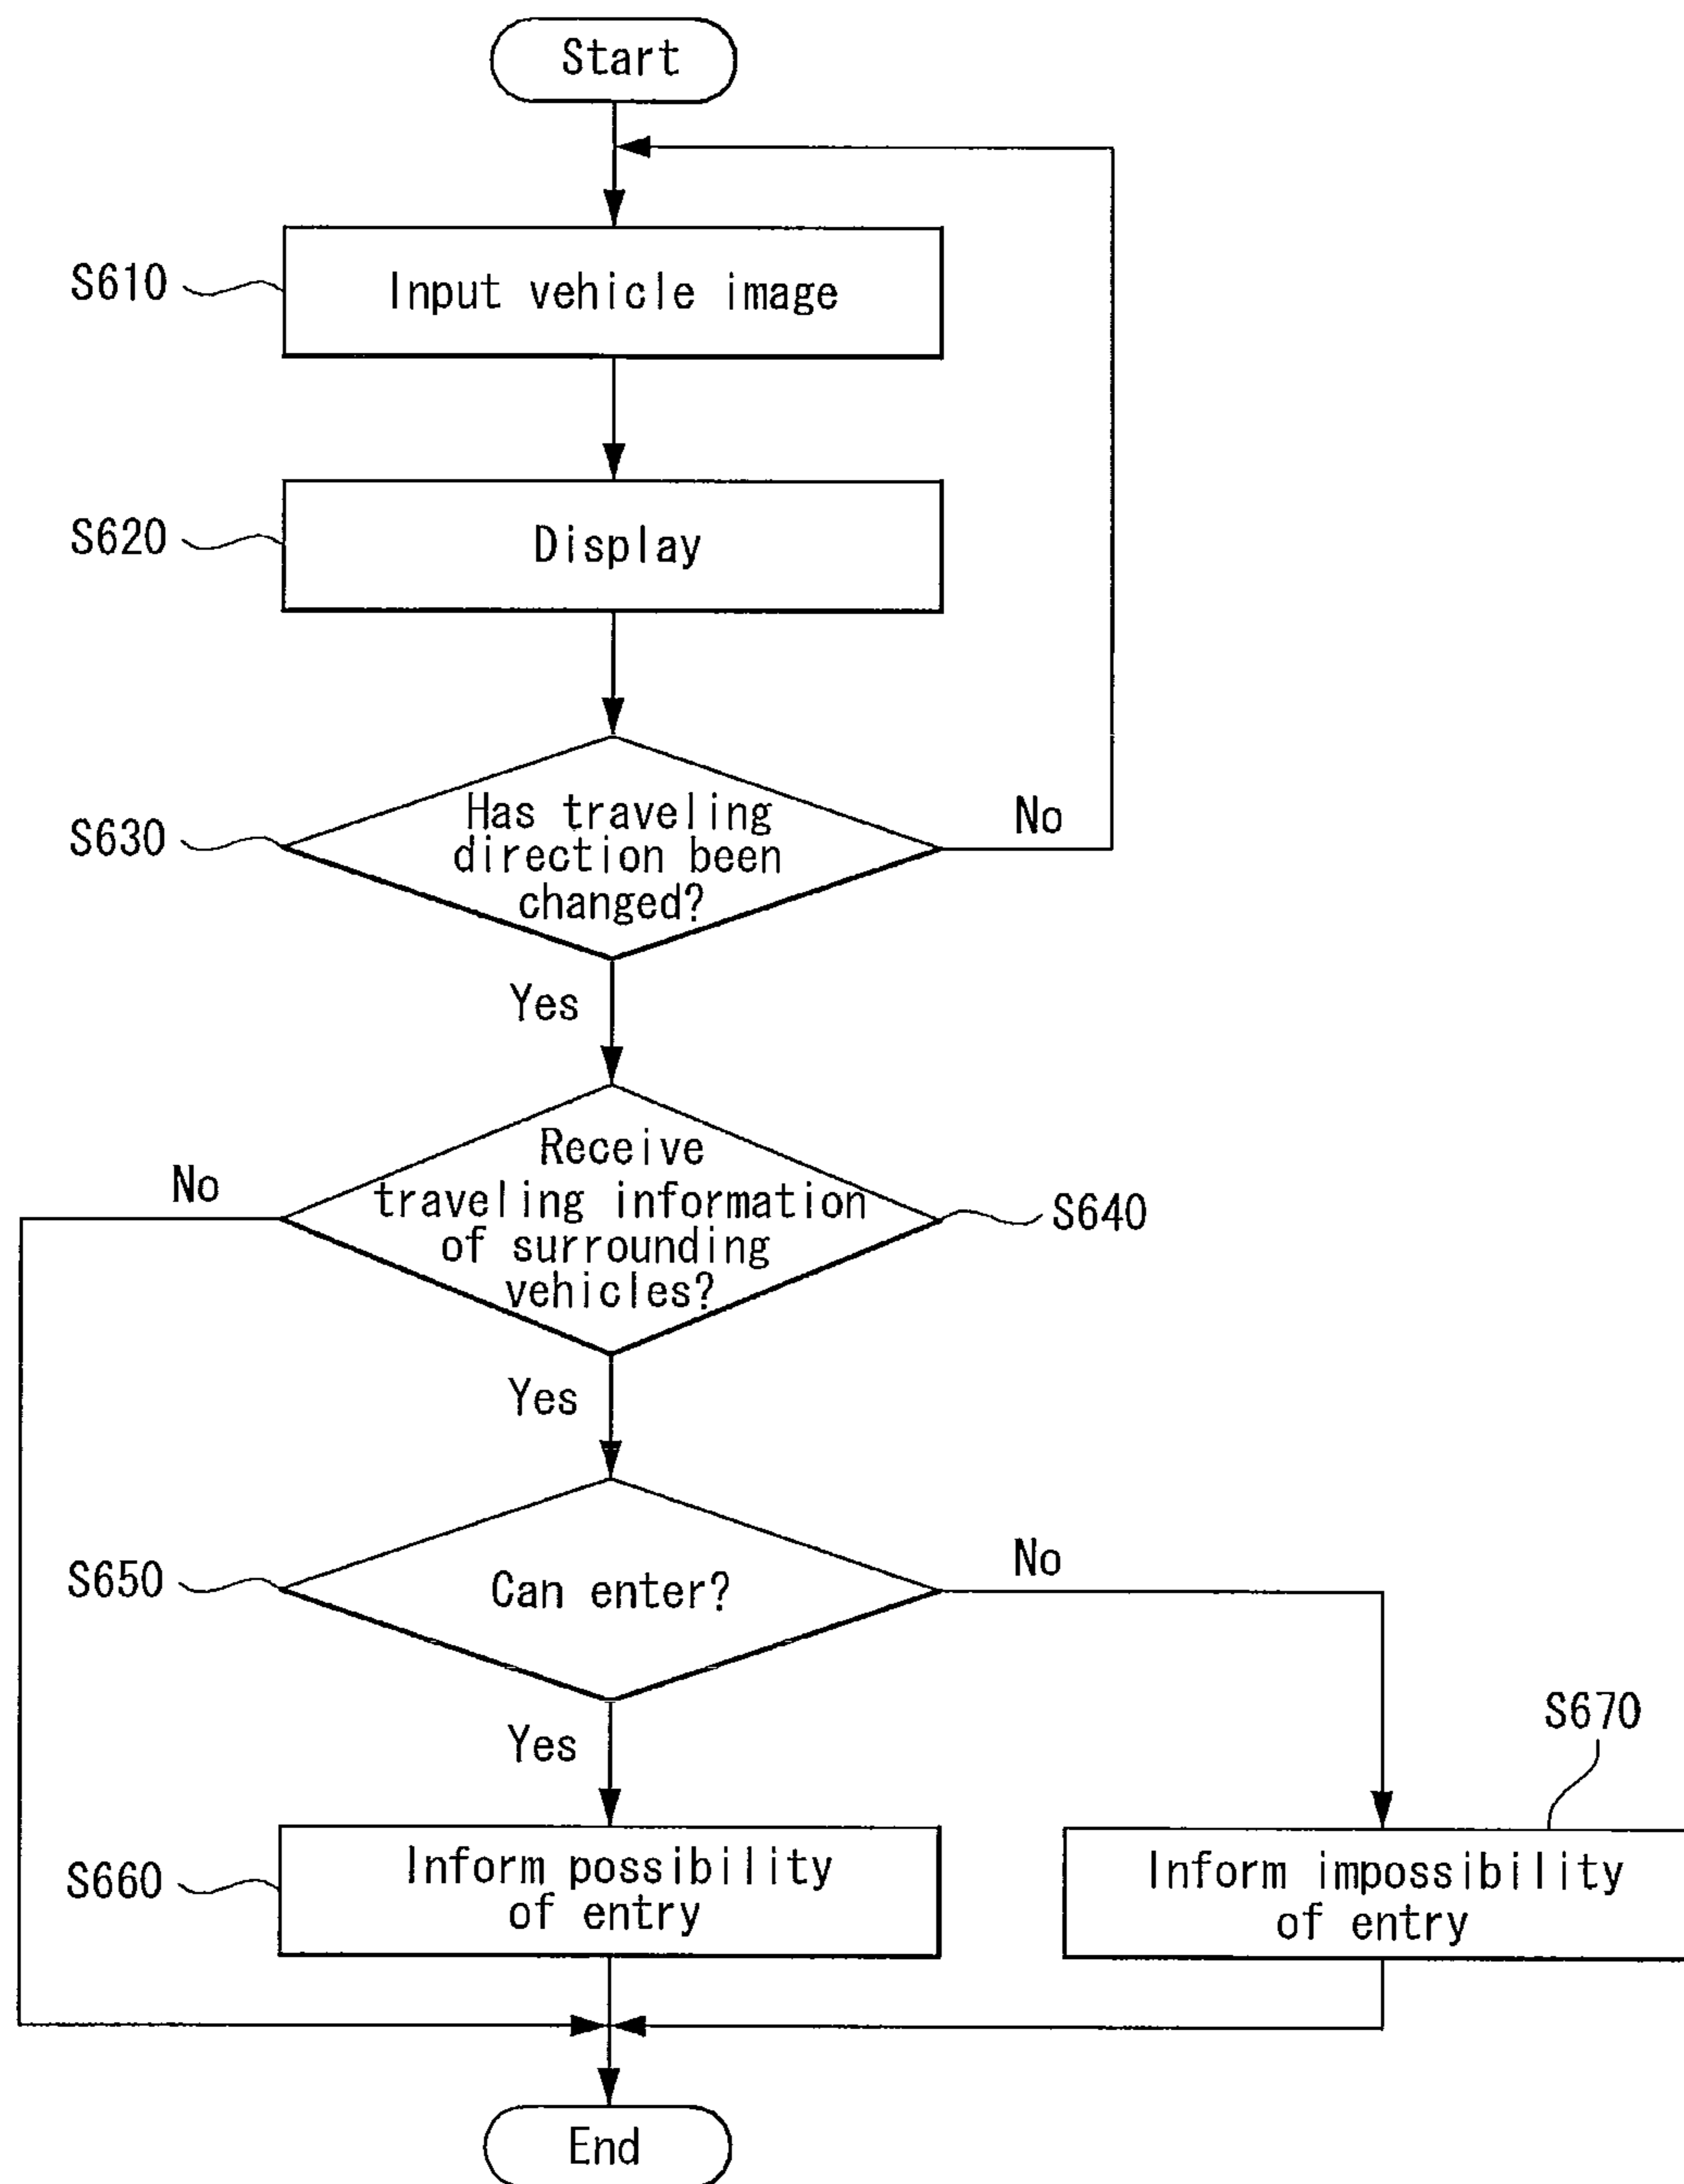 Start
S610
Input vehicle image
S620
Display
S630
Has traveling
direction been
changed?
No
Yes
Receive
traveling information
of surrounding
vehicles?
No
S640
Yes
S650
Can enter?
No
Yes
S670
S660
Inform possibility
of entry
Inform impossibility
of entry
End